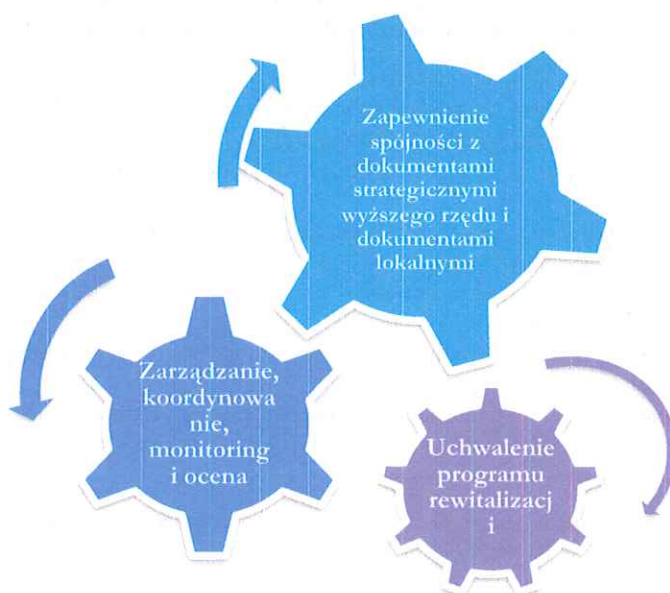 Zapewnienie
spójności z
dokumentami
strategicznymi
wyższego rzędu i
dokumentami
lokalnymi
Zarządzanie,
koordynowa
nie,
monitoring
i ocena
Uchwalenie
programu
rewitalizacj
i